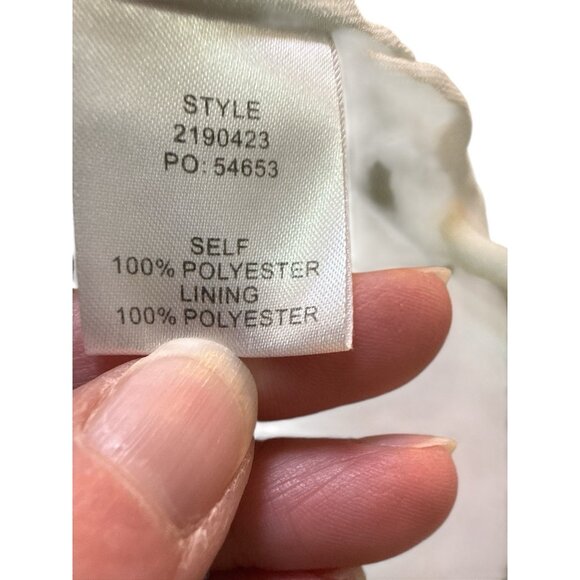 STYLE
2190423
PO: 54653
SELF
100% POLYESTER
LINING
100% POLYESTER